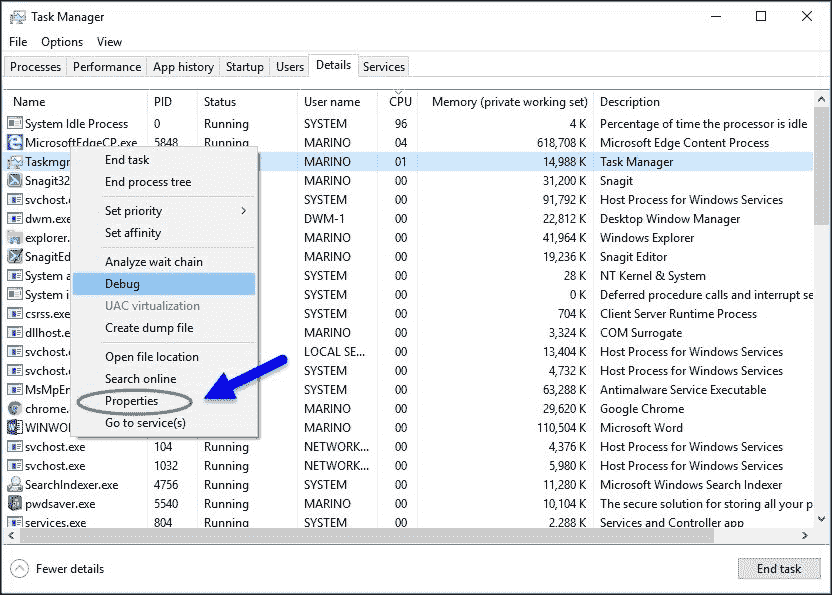 Task Manager
File Options View
Processes Performance App history Startup Users Details Services
Name PID Status User name CPU Memory (private working set) Description
System Idle Process 0 Running SYSTEM 96 4 K Percentage of time the processor is idle
MicrosoftEdgeCP.exe 5848 Running MARINO 04 618,708 K Microsoft Edge Content Process
Taskmgr MARINO 01 14,988 K Task Manager
Snagit32 MARINO 00 31,200 K Snagit
svchost. SYSTEM 00 91,792 K Host Process for Windows Services
dwm.exe DWM-1 00 22,812 K Desktop Window Manager
explorer. MARINO 00 41,964 K Windows Explorer
SnagitEd MARINO 00 19,236 K Snagit Editor
System a SYSTEM 00 28 K NT Kernel & System
System i SYSTEM 00 0 K Deferred procedure calls and interrupt se
csrss.exe SYSTEM 00 704 K Client Server Runtime Process
dllhost.e MARINO 00 3,324 K COM Surrogate
svchost. LOCAL SE... 00 13,404 K Host Process for Windows Services
svchost. SYSTEM 00 4,732 K Host Process for Windows Services
MsMpEn SYSTEM 00 63,288 K Antimalware Service Executable
chrome. MARINO 00 29,620 K Google Chrome
WINWO MARINO 00 110,504 K Microsoft Word
svchost.exe 104 Running NETWORK... 00 4,376 K Host Process for Windows Services
svchost.exe 1032 Running NETWORK... 00 5,980 K Host Process for Windows Services
SearchIndexer.exe 4756 Running SYSTEM 00 11,280 K Microsoft Windows Search Indexer
pwdsaver.exe 5540 Running MARINO 00 10,104 K The secure solution for storing all your p
services.exe 804 Running SYSTEM 00 2,288 K Services and Controller app
End task
End process tree
Set priority
Set affinity
Analyze wait chain
Debug
UAC virtualization
Create dump file
Open file location
Search online
Properties
Go to service(s)
Fewer details
End task